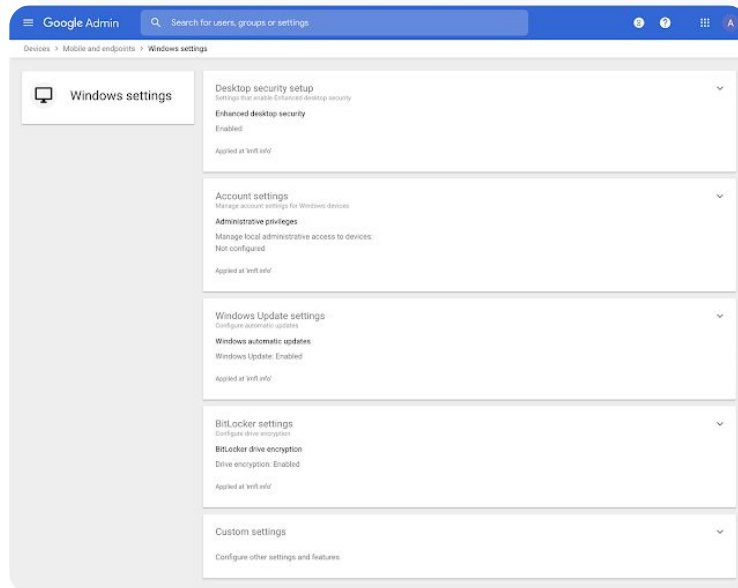 Google Admin
Search for users, groups or settings
A
Devices > Mobile and endpoints > Windows settings
Windows settings
Desktop security setup
Settings that enable Enhanced desktop security
Enhanced desktop security
Enabled
Applied at 'imfl.info'
Account settings
Manage account settings for Windows devices
Administrative privileges
Manage local administrative access to devices:
Not configured
Applied at 'imfl.info'
Windows Update settings
Configure automatic updates
Windows automatic updates
Windows Update: Enabled
Applied at 'imfl.info'
BitLocker settings
Configure drive encryption
BitLocker drive encryption
Drive encryption: Enabled
Applied at 'imfl.info'
Custom settings
Configure other settings and features